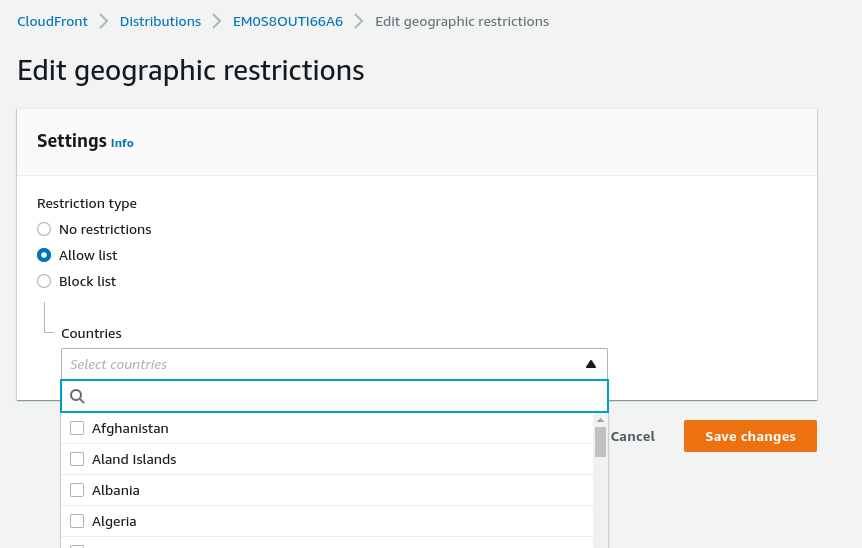 CloudFront Distributions EM0S8OUTI66A6 Edit geographic restrictions
Edit geographic restrictions
Settings Info
Restriction type
No restrictions
Allow list
Block list
Countries
Select countries
Afghanistan
Aland Islands
Albania
Algeria
Cancel Save changes